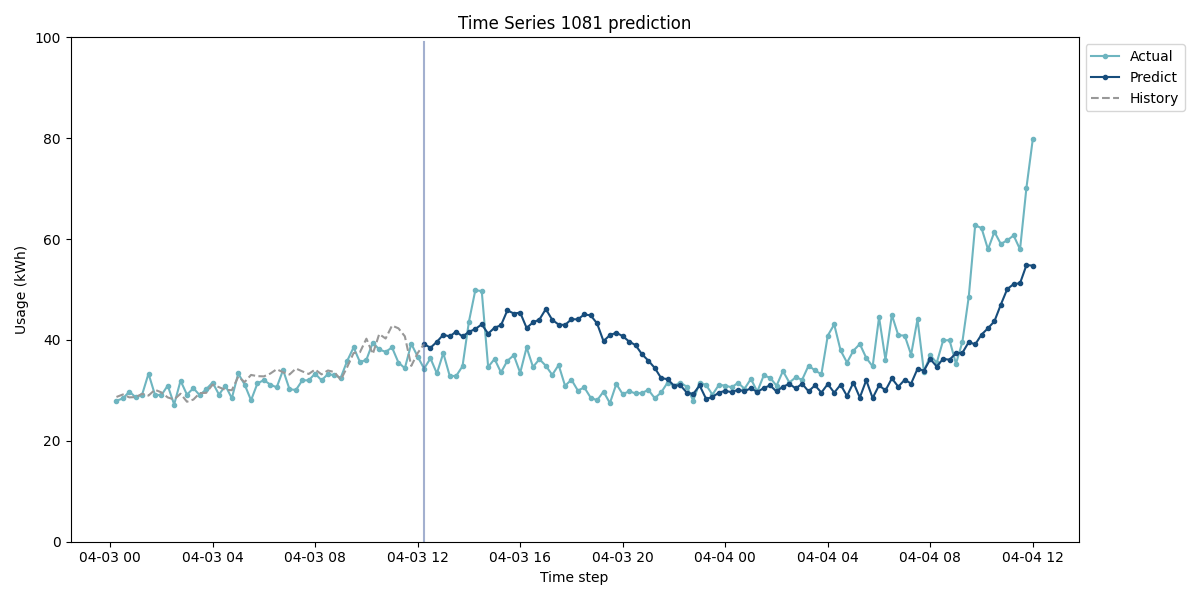 Time Series 1081 prediction
100
80
60
40
20
0
Usage (kWh)
04-03 00 04-03 04 04-03 08 04-03 12 04-03 16 04-03 20 04-04 00 04-04 04 04-04 08 04-04 12
Time step
Actual
Predict
History